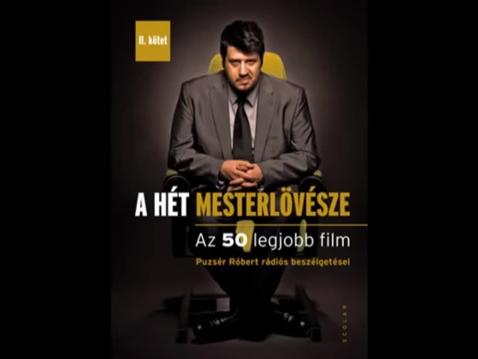 II. kötet
A HÉT MESTERLÖVÉSZE
Az 50 legjobb film
Puzsér Róbert rádiós beszélgetései
SCOLAR